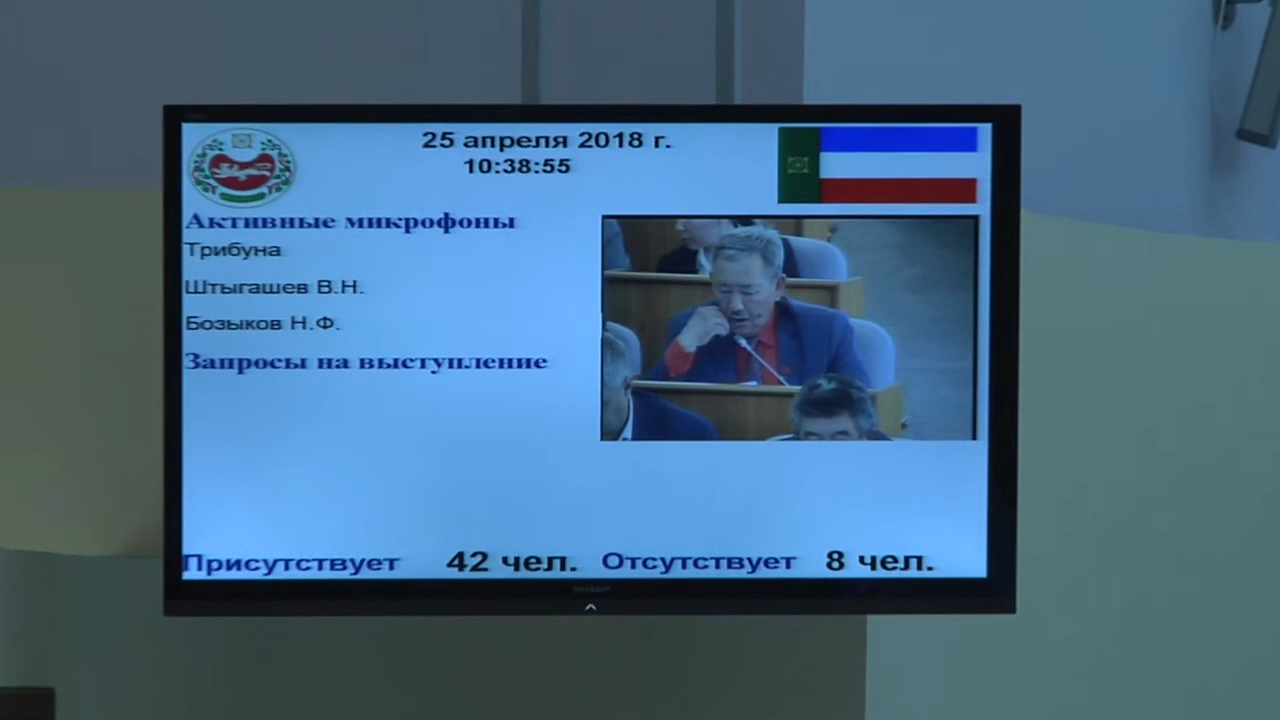 25 апреля 2018 г.
10:38:55
Активные микрофоны
Трибуна
Штыгашев В.Н.
Бозыков Н.Ф.
Запросы на выступление
Присутствует 42 чел. Отсутствует 8 чел.
SHARP